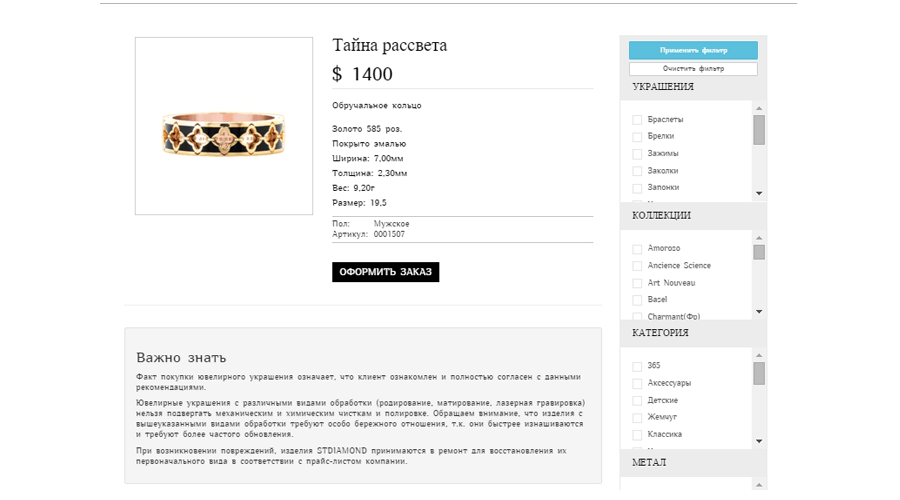 Тайна рассвета
$ 1400
Обручальное кольцо
Золото 585 роз.
Покрыто эмалью
Ширина: 7,00мм
Толщина: 2,30мм
Вес: 9,20г
Размер: 19,5
Пол: Мужское
Артикул: 0001507
ОФОРМИТЬ ЗАКАЗ
Важно знать
Факт покупки ювелирного украшения означает, что клиент ознакомлен и полностью согласен с данными
рекомендациями.
Ювелирные украшения с различными видами обработки (родирование, матирование, лазерная гравировка)
нельзя подвергать механическим и химическим чисткам и полировке. Обращаем внимание, что изделия с
вышеуказанными видами обработки требуют особо бережного отношения, т.к. они быстрее изнашиваются
и требуют более частого обновления.
При возникновении повреждений, изделия STDIAMOND принимаются в ремонт для восстановления их
первоначального вида в соответствии с прайс-листом компании.
Применить фильтр
Очистить фильтр
УКРАШЕНИЯ
Браслеты
Брелки
Зажимы
Заколки
Запонки
КОЛЛЕКЦИИ
Amoroso
Ancience Science
Art Nouveau
Basel
Charmant(Фр)
КАТЕГОРИЯ
365
Аксессуары
Детские
Жемчуг
Классика
МЕТАЛ